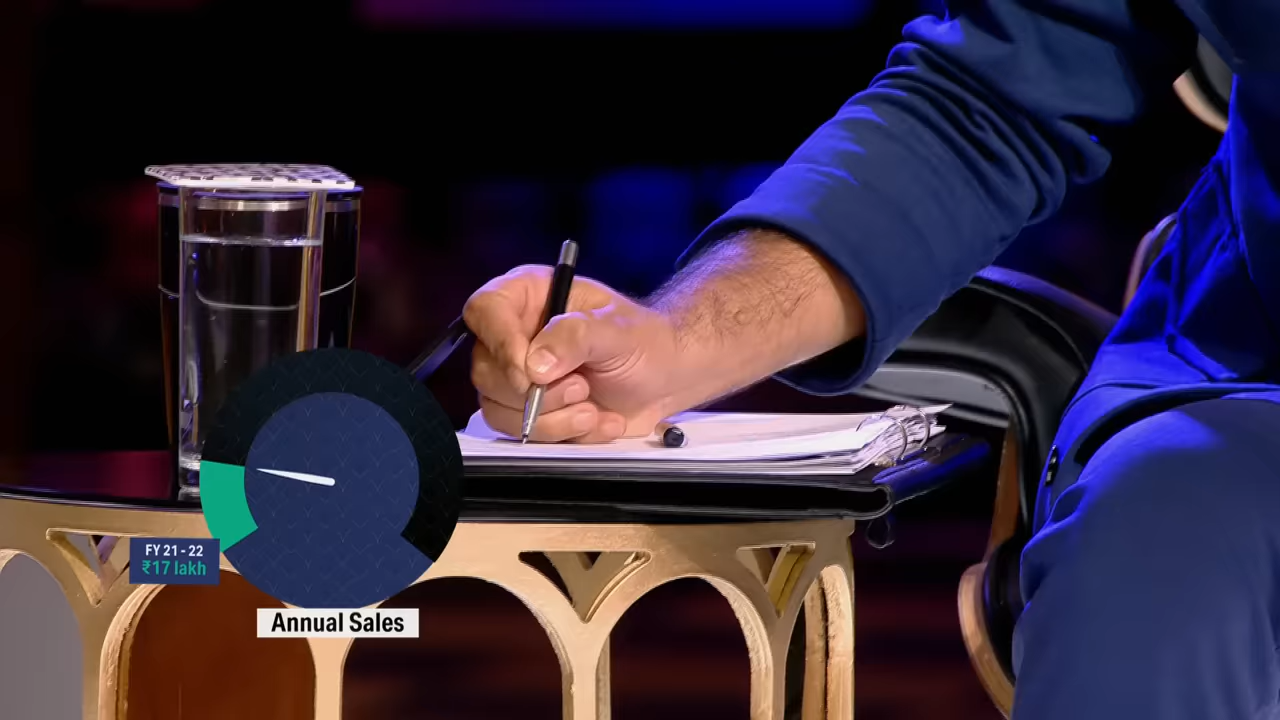 FY 21 - 22
₹17 lakh
Annual Sales